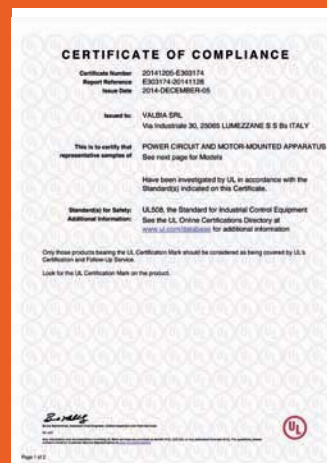 CERTIFICATE OF COMPLIANCE
Certificate Number 20141205-E303174
Report Reference E303174-20141128
Issue Date 2014-DECEMBER-05
Issued to: VALBIA SRL
Via Industriale 30, 25065 LUMEZZANE S S Bs ITALY
This is to certify that POWER CIRCUIT AND MOTOR-MOUNTED APPARATUS
representative samples of See next page for Models
Have been investigated by UL in accordance with the
Standard(s) indicated on this Certificate.
Standard(s) for Safety: UL508, the Standard for Industrial Control Equipment
Additional Information: See the UL Online Certifications Directory at
www.ul.com/database for additional information
Only those products bearing the UL Certification Mark should be considered as being covered by UL's
Certification and Follow-Up Service.
Look for the UL Certification Mark on the product.
UL
Page 1 of 2